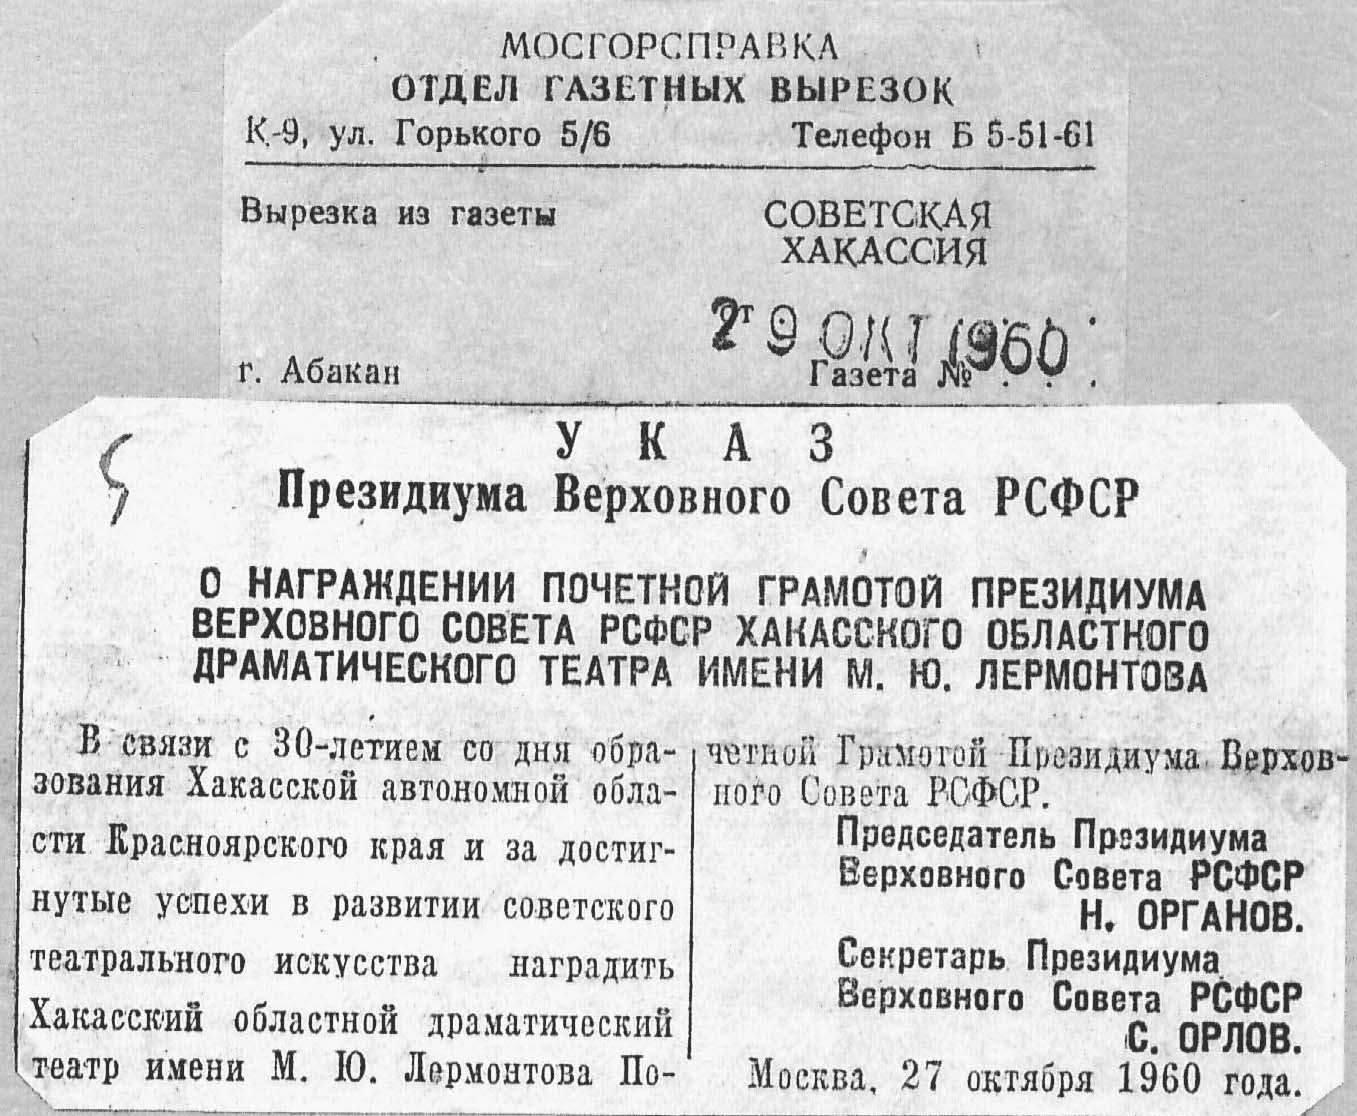 МОСГОРСПРАВКА
ОТДЕЛ ГАЗЕТНЫХ ВЫРЕЗОК
К-9, ул. Горького 5/6 Телефон Б 5-51-61
Вырезка из газеты
СОВЕТСКАЯ
ХАКАССИЯ
29 ОКТ 1960
г. Абакан
Газета № . . .
5
УКАЗ
Президиума Верховного Совета РСФСР
О НАГРАЖДЕНИИ ПОЧЕТНОЙ ГРАМОТОЙ ПРЕЗИДИУМА
ВЕРХОВНОГО СОВЕТА РСФСР ХАКАССКОГО ОБЛАСТНОГО
ДРАМАТИЧЕСКОГО ТЕАТРА ИМЕНИ М. Ю. ЛЕРМОНТОВА
В связи с 30-летием со дня обра-
зования Хакасской автономной обла-
сти Красноярского края и за достиг-
нутые успехи в развитии советского
театрального искусства наградить
Хакасский областной драматический
театр имени М. Ю. Лермонтова По-
четной Грамотой Президиума Верхов-
ного Совета РСФСР.
Председатель Президиума
Верховного Совета РСФСР
Н. ОРГАНОВ.
Секретарь Президиума
Верховного Совета РСФСР
С. ОРЛОВ.
Москва, 27 октября 1960 года.